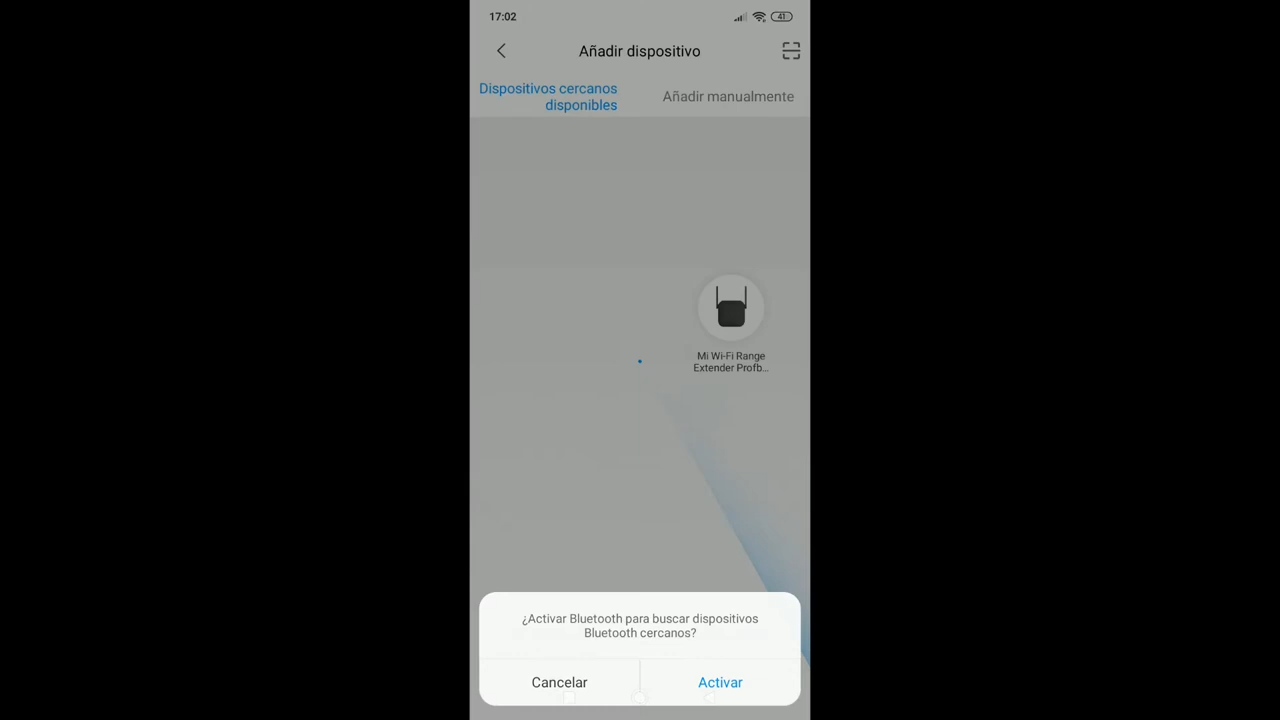 17:02
41
Añadir dispositivo
Dispositivos cercanos
disponibles
Añadir manualmente
Mi Wi-Fi Range
Extender Profb...
¿Activar Bluetooth para buscar dispositivos
Bluetooth cercanos?
Cancelar
Activar